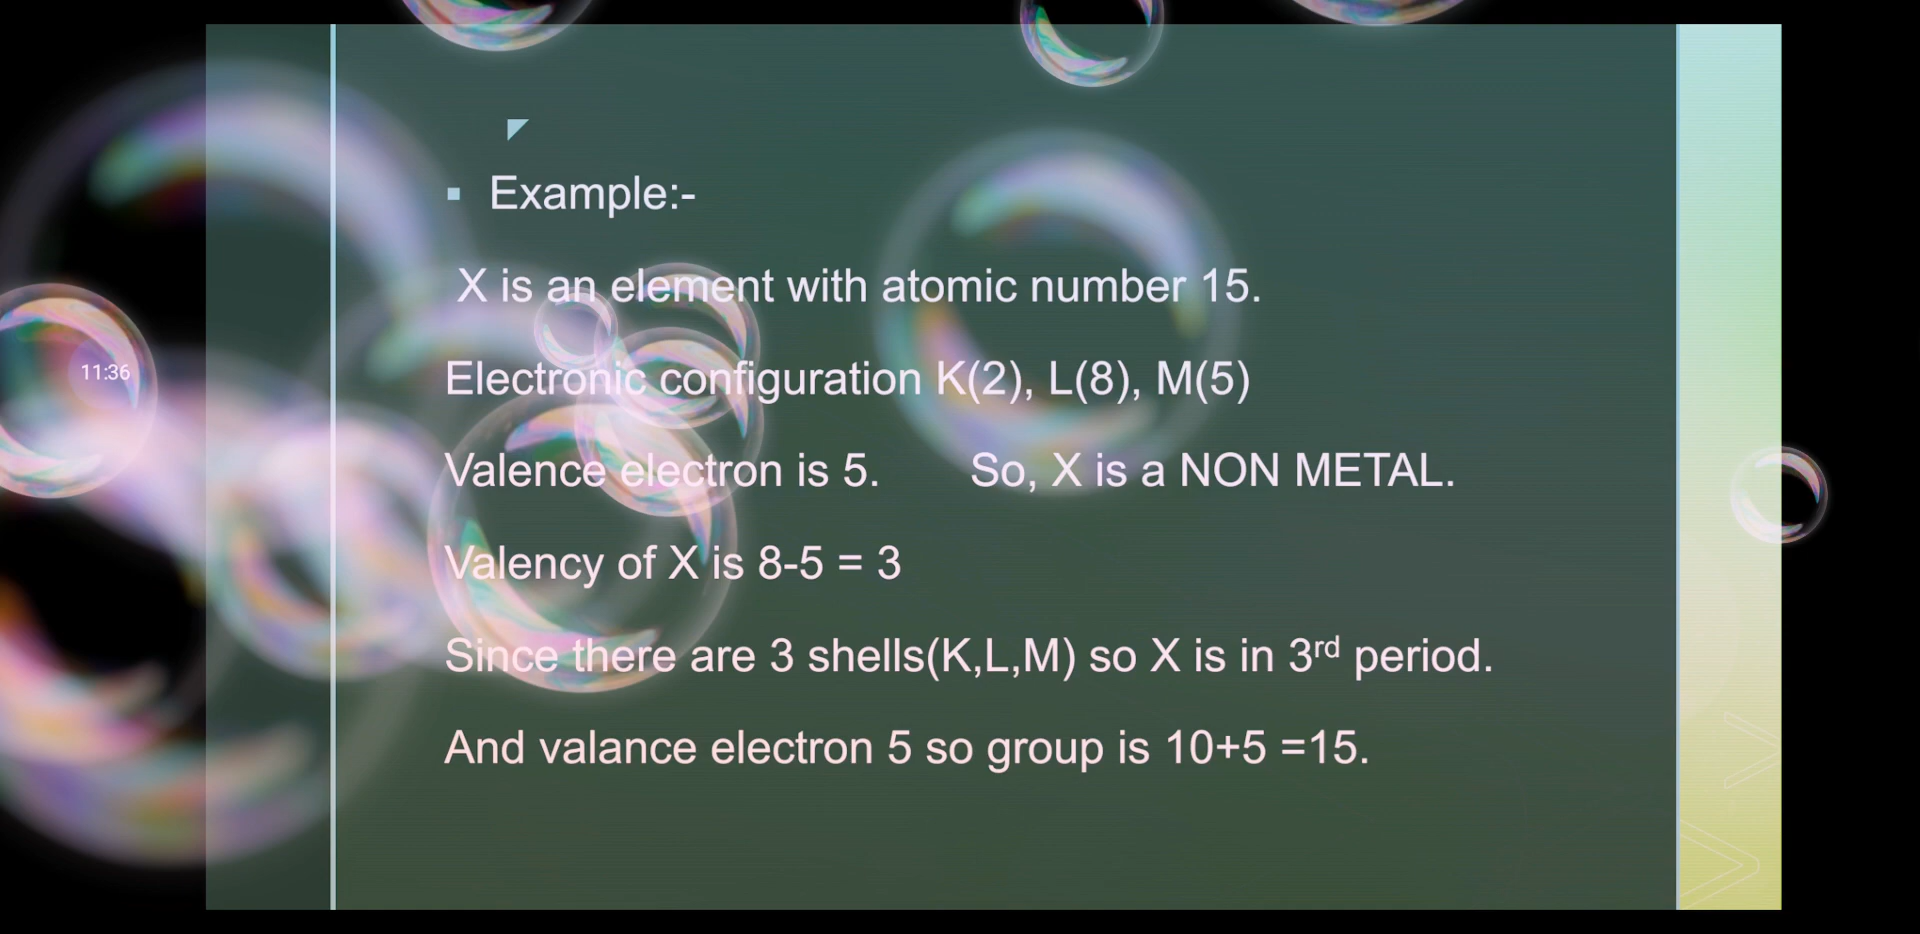 Example:-
X is an element with atomic number 15.
11:36
Electronic configuration K(2), L(8), M(5)
Valence electron is 5. So, X is a NON METAL.
Valency of X is 8-5 = 3
Since there are 3 shells(K,L,M) so X is in 3rd period.
And valance electron 5 so group is 10+5 =15.